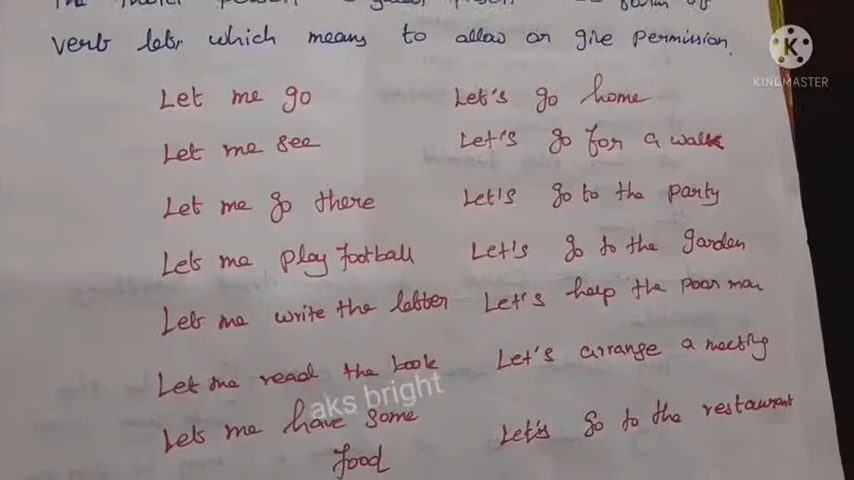 verb let, which means to allow or give permission.
KINEMASTER
Let me go
Let me see
Let me go there
Let me play football
Let me write the letter
Let me read the book
Let me have some
food
Let's go home
Let's go for a walk
Let's go to the party
Let's go to the garden
Let's help the poor man
Let's arrange a meeting
Let's go to the restaurant
aks bright